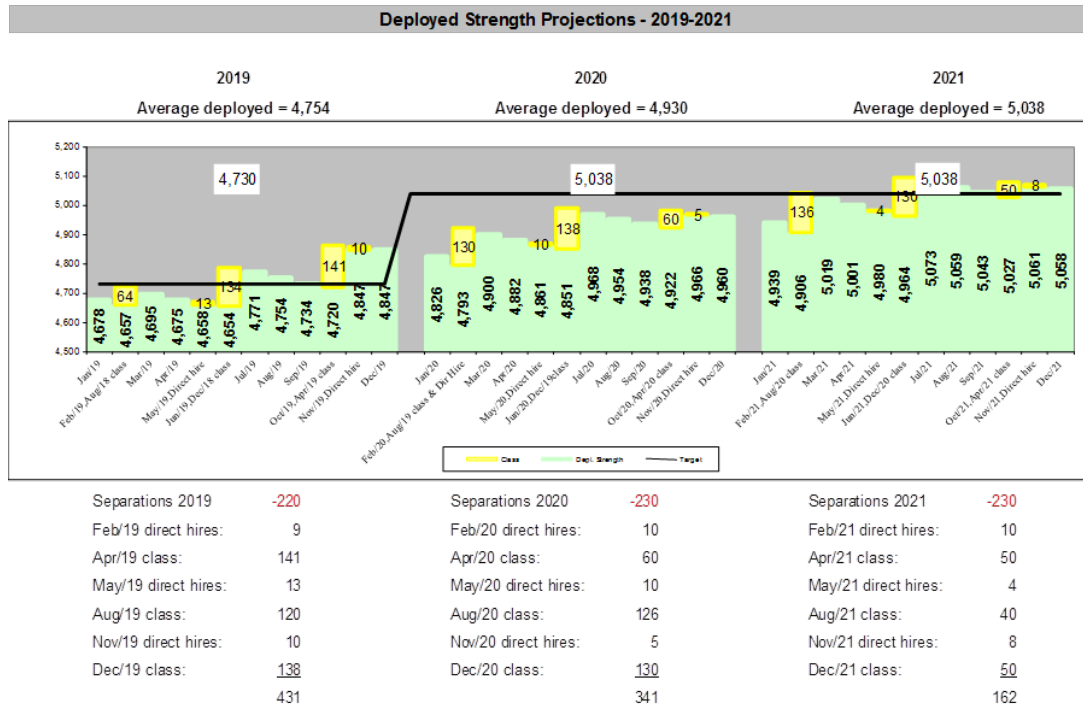 Deployed Strength Projections - 2019-2021
2019 2020 2021
Average deployed = 4,754 Average deployed = 4,930 Average deployed = 5,038
5,200
5,100
5,000
4,900
4,800
4,700
4,600
4,500
4,730 5,038 5,038
64 13 134 141 10 130 10 138 60 5 136 4 136 50 8
4,678 4,657 4,695 4,675 4,658 4,654 4,771 4,754 4,734 4,720 4,847 4,847
4,826 4,793 4,900 4,882 4,861 4,851 4,968 4,954 4,938 4,922 4,966 4,960
4,939 4,906 5,019 5,001 4,980 4,964 5,073 5,059 5,043 5,027 5,061 5,058
Jan/19
Feb/19,Aug/18 class
Mar/19
Apr/19
May/19,Direct hire
Jun/19,Dec/18 class
Jul/19
Aug/19
Sep/19
Oct/19,Apr/19 class
Nov/19,Direct hire
Dec/19
Jan/20
Feb/20,Aug/19 class & Dir Hire
Mar/20
Apr/20
May/20,Direct hire
Jun/20,Dec/19class
Jul/20
Aug/20
Sep/20
Oct/20,Apr/20 class
Nov/20,Direct hire
Dec/20
Jan/21
Feb/21,Aug/20 class
Mar/21
Apr/21
May/21,Direct hire
Jun/21,Dec/20 class
Jul/21
Aug/21
Sep/21
Oct/21,Apr/21 class
Nov/21,Direct hire
Dec/21
Class Depl. Strength Target
Separations 2019 -220 Separations 2020 -230 Separations 2021 -230
Feb/19 direct hires: 9 Feb/20 direct hires: 10 Feb/21 direct hires: 10
Apr/19 class: 141 Apr/20 class: 60 Apr/21 class: 50
May/19 direct hires: 13 May/20 direct hires: 10 May/21 direct hires: 4
Aug/19 class: 120 Aug/20 class: 126 Aug/21 class: 40
Nov/19 direct hires: 10 Nov/20 direct hires: 5 Nov/21 direct hires: 8
Dec/19 class: 138 Dec/20 class: 130 Dec/21 class: 50
431 341 162